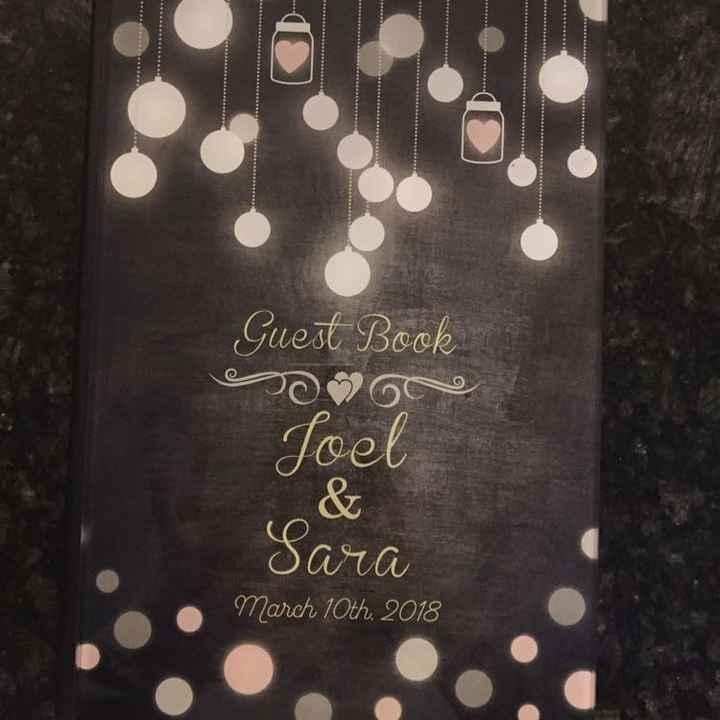 Guest Book
Joel
&
Sara
March 10th, 2018